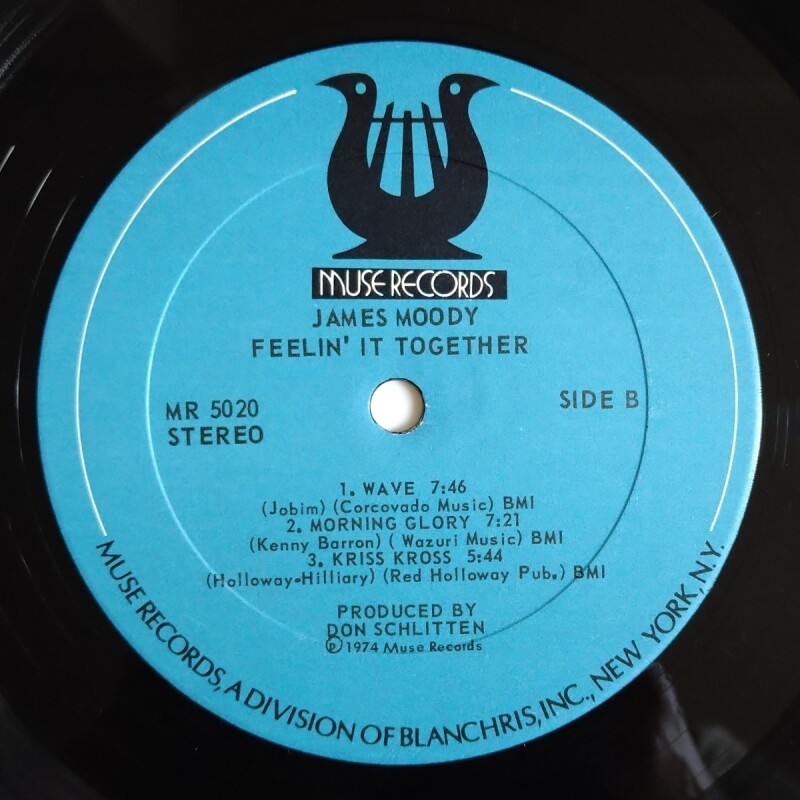 MUSE RECORDS
JAMES MOODY
FEELIN' IT TOGETHER
MR 5020
STEREO
SIDE B
1. WAVE 7:46
(Jobim) (Corcovado Music) BMI
2. MORNING GLORY 7:21
(Kenny Barron) ( Wazuri Music) BMI
3. KRISS KROSS 5:44
(Holloway-Hilliary) (Red Holloway Pub.) BMI
PRODUCED BY
DON SCHLITTEN
℗ 1974 Muse Records
MUSE RECORDS, A DIVISION OF BLANCHRIS, INC., NEW YORK, N.Y.